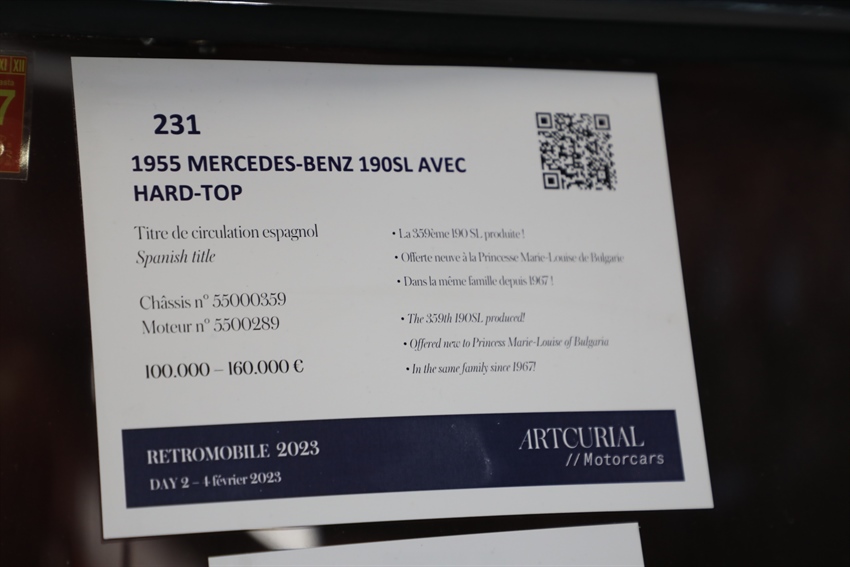 XI XII
7
231
1955 MERCEDES-BENZ 190SL AVEC
HARD-TOP
Titre de circulation espagnol
Spanish title
Châssis n° 55000359
Moteur n° 5500289
100.000 – 160.000 €
• La 359ème 190 SL produite !
• Offerte neuve à la Princesse Marie-Louise de Bulgarie
• Dans la même famille depuis 1967 !
• The 359th 190SL produced!
• Offered new to Princess Marie-Louise of Bulgaria
• In the same family since 1967!
RETROMOBILE 2023
DAY 2 – 4 février 2023
ARTCURIAL
//Motorcars